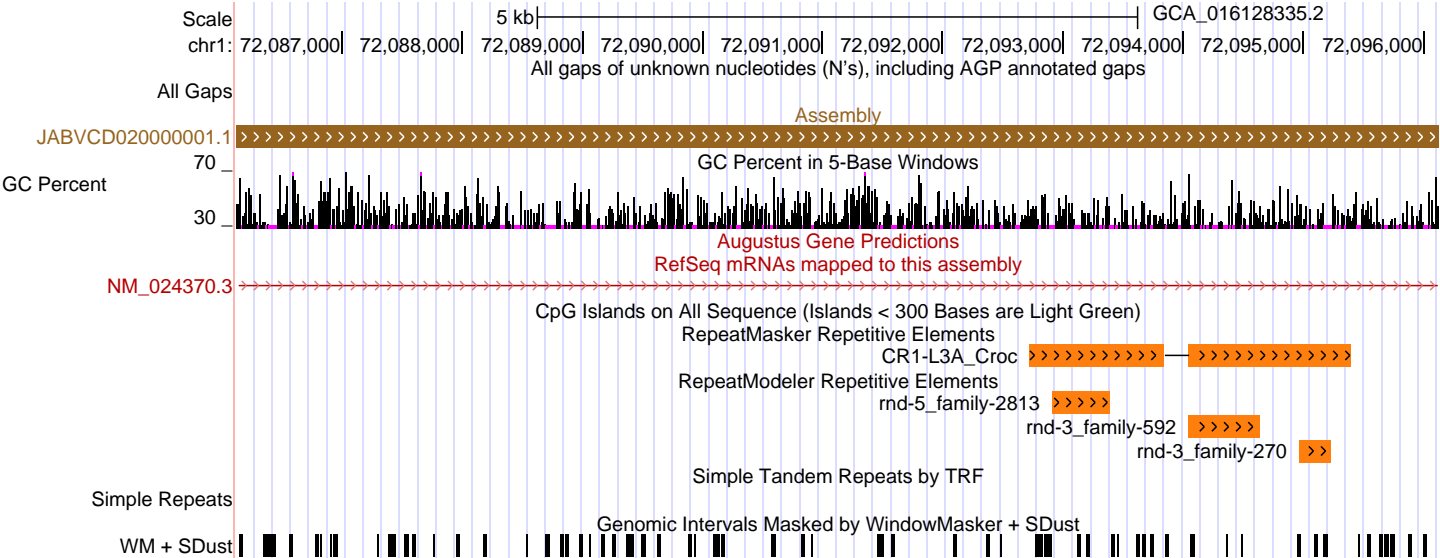 Scale 5 kb GCA_016128335.2
chr1: 72,087,000 72,088,000 72,089,000 72,090,000 72,091,000 72,092,000 72,093,000 72,094,000 72,095,000 72,096,000
All gaps of unknown nucleotides (N's), including AGP annotated gaps
All Gaps
Assembly
JABVCD020000001.1
GC Percent in 5-Base Windows
70
GC Percent
30
Augustus Gene Predictions
RefSeq mRNAs mapped to this assembly
NM_024370.3
CpG Islands on All Sequence (Islands < 300 Bases are Light Green)
RepeatMasker Repetitive Elements
CR1-L3A_Croc
RepeatModeler Repetitive Elements
rnd-5_family-2813
rnd-3_family-592
rnd-3_family-270
Simple Tandem Repeats by TRF
Simple Repeats
Genomic Intervals Masked by WindowMasker + SDust
WM + SDust